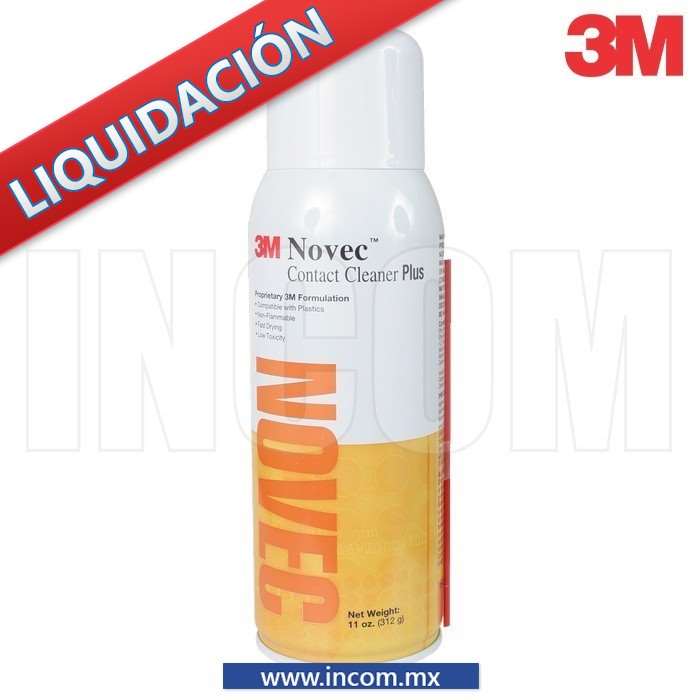 LIQUIDACIÓN
3M
3M Novec™
Contact Cleaner Plus
Proprietary 3M Formulation
• Compatible with Plastics
• Non-Flammable
• Fast Drying
• Low Toxicity
NOVEC
INCOM
Net Weight:
11 oz. (312 g)
www.incom.mx